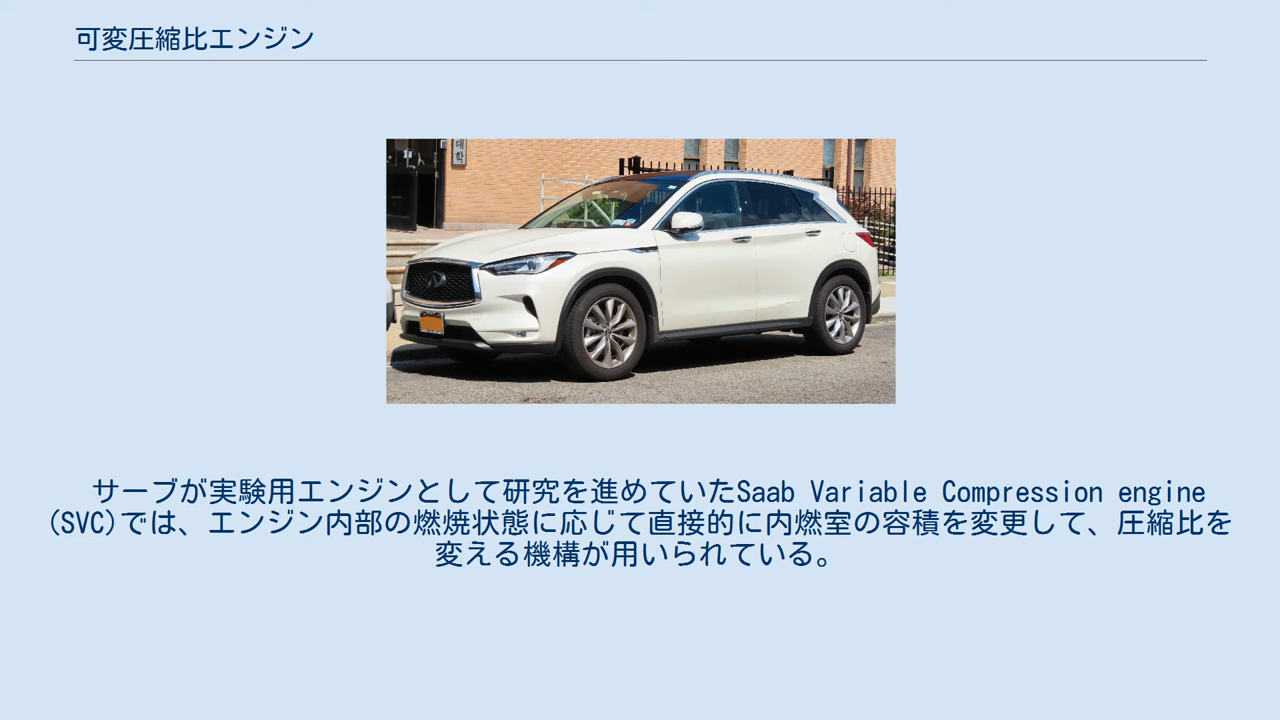 可変圧縮比エンジン
대학
サーブが実験用エンジンとして研究を進めていたSaab Variable Compression engine
(SVC)では、エンジン内部の燃焼状態に応じて直接的に内燃室の容積を変更して、圧縮比を
変える機構が用いられている。